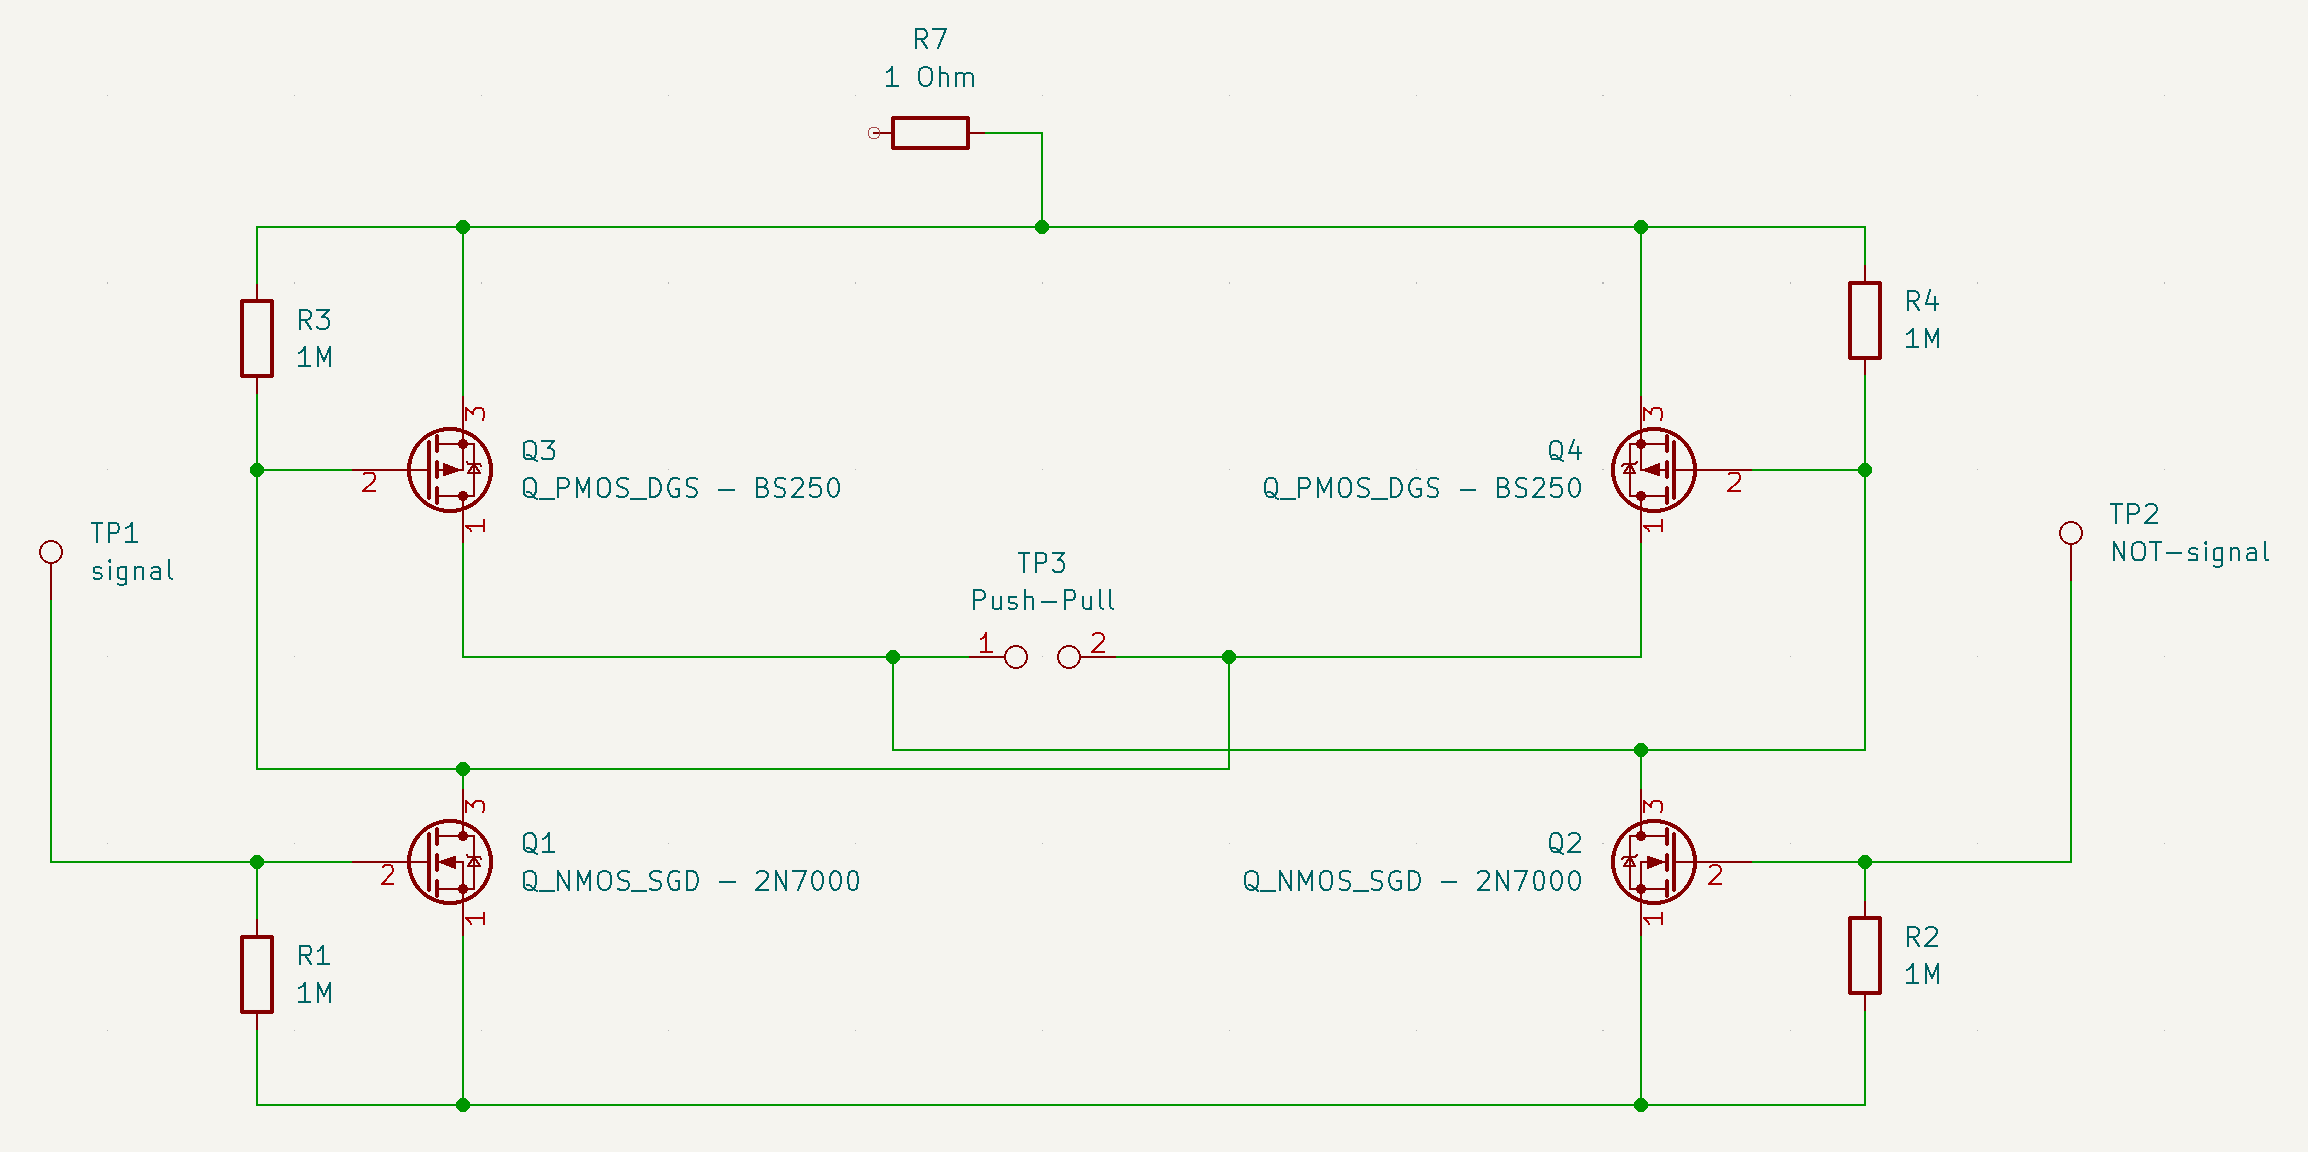 R7
1 Ohm
R3
1M
R4
1M
3
3
Q3
Q_PMOS_DGS – BS250
2
1
Q4
Q_PMOS_DGS – BS250
2
1
TP1
signal
TP2
NOT–signal
TP3
Push–Pull
1
2
3
3
Q1
Q_NMOS_SGD – 2N7000
2
1
Q2
Q_NMOS_SGD – 2N7000
2
1
R1
1M
R2
1M